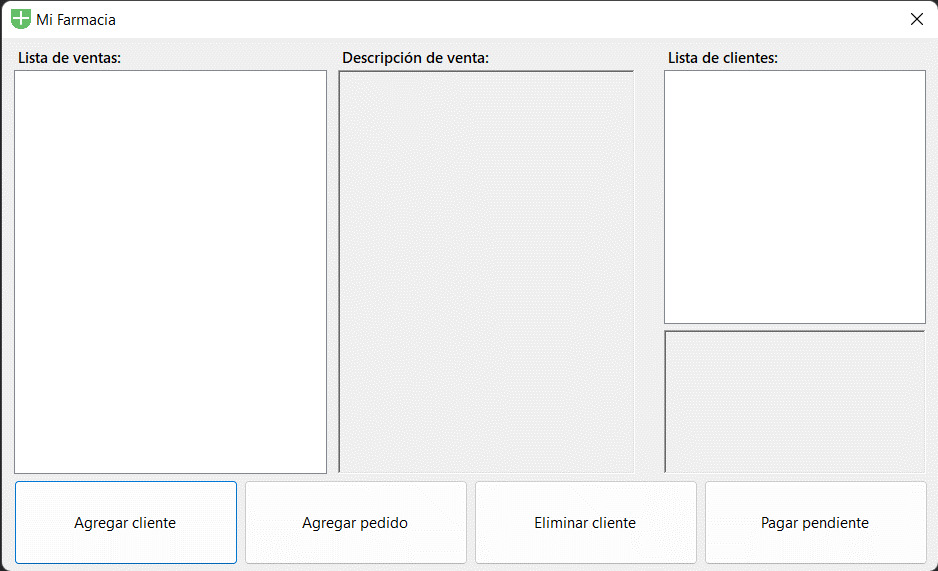 Mi Farmacia
Lista de ventas:
Descripción de venta:
Lista de clientes:
Agregar cliente
Agregar pedido
Eliminar cliente
Pagar pendiente